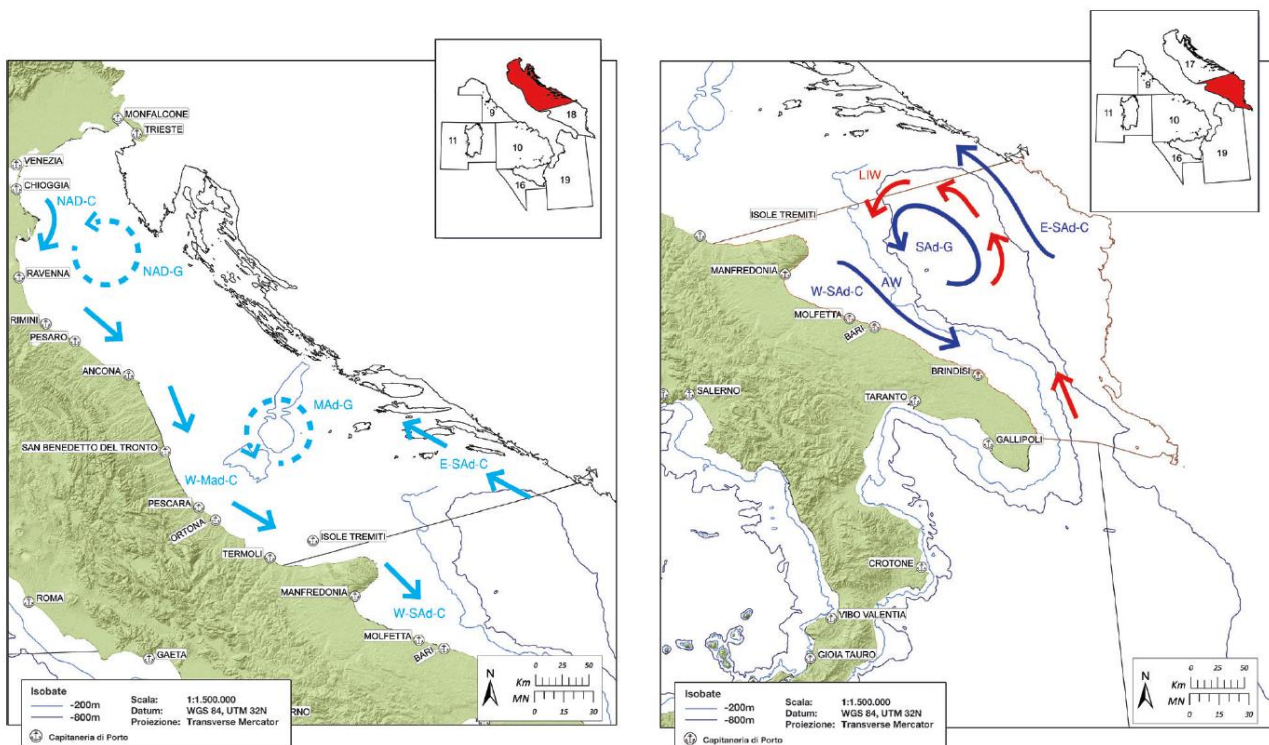 17
9
11
10
18
16
19
MONFALCONE
TRIESTE
VENEZIA
CHIOGGIA
NAD-C
NAD-G
RAVENNA
RIMINI
PESARO
ANCONA
MAd-G
SAN BENEDETTO DEL TRONTO
W-Mad-C
E-SAd-C
PESCARA
ORTONA
ISOLE TREMITI
TERMOLI
MANFREDONIA
W-SAd-C
ROMA
MOLFETTA
BARI
GAETA
N
0 25 50
Km
MN
0 15 30
Isobate
-200m
-800m
Scala: 1:1.500.000
Datum: WGS 84, UTM 32N
Proiezione: Transverse Mercator
Capitaneria di Porto
9
11
10
18
16
19
LIW
ISOLE TREMITI
E-SAd-C
SAd-G
MANFREDONIA
W-SAd-C
AW
MOLFETTA
BARI
BRINDISI
SALERNO
TARANTO
GALLIPOLI
CROTONE
VIBO VALENTIA
GIOIA TAURO
N
0 25 50
Km
MN
0 15 30
Isobate
-200m
-800m
Scala: 1:1.500.000
Datum: WGS 84, UTM 32N
Proiezione: Transverse Mercator
Capitaneria di Porto